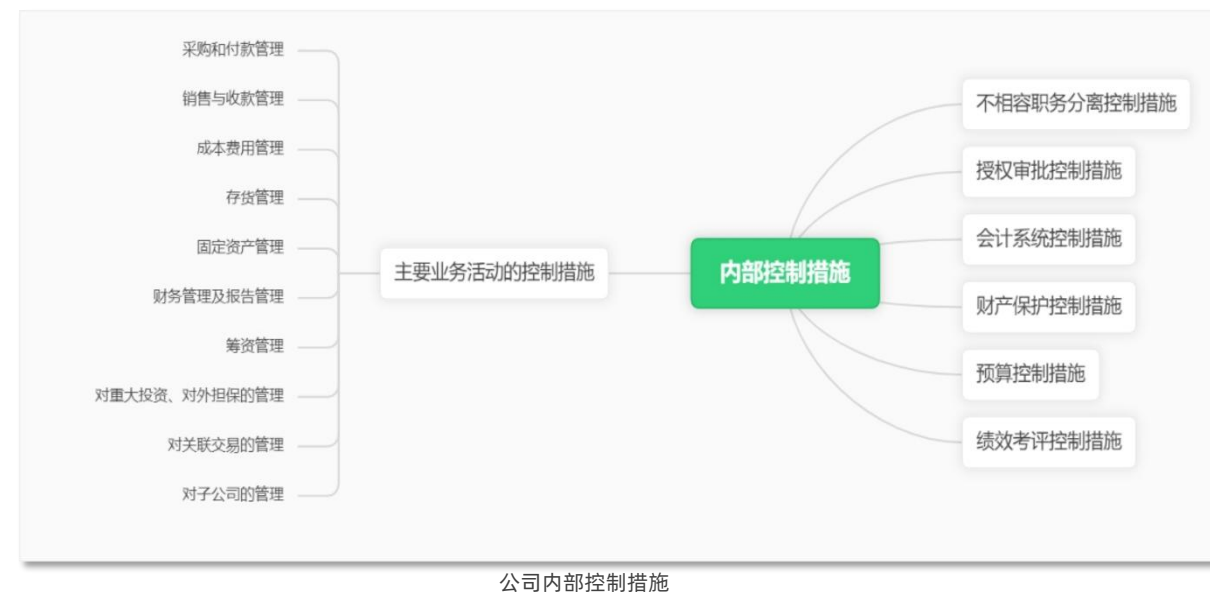 采购和付款管理
销售与收款管理
成本费用管理
存货管理
固定资产管理
财务管理及报告管理
筹资管理
对重大投资、对外担保的管理
对关联交易的管理
对子公司的管理
主要业务活动的控制措施
内部控制措施
不相容职务分离控制措施
授权审批控制措施
会计系统控制措施
财产保护控制措施
预算控制措施
绩效考评控制措施
公司内部控制措施